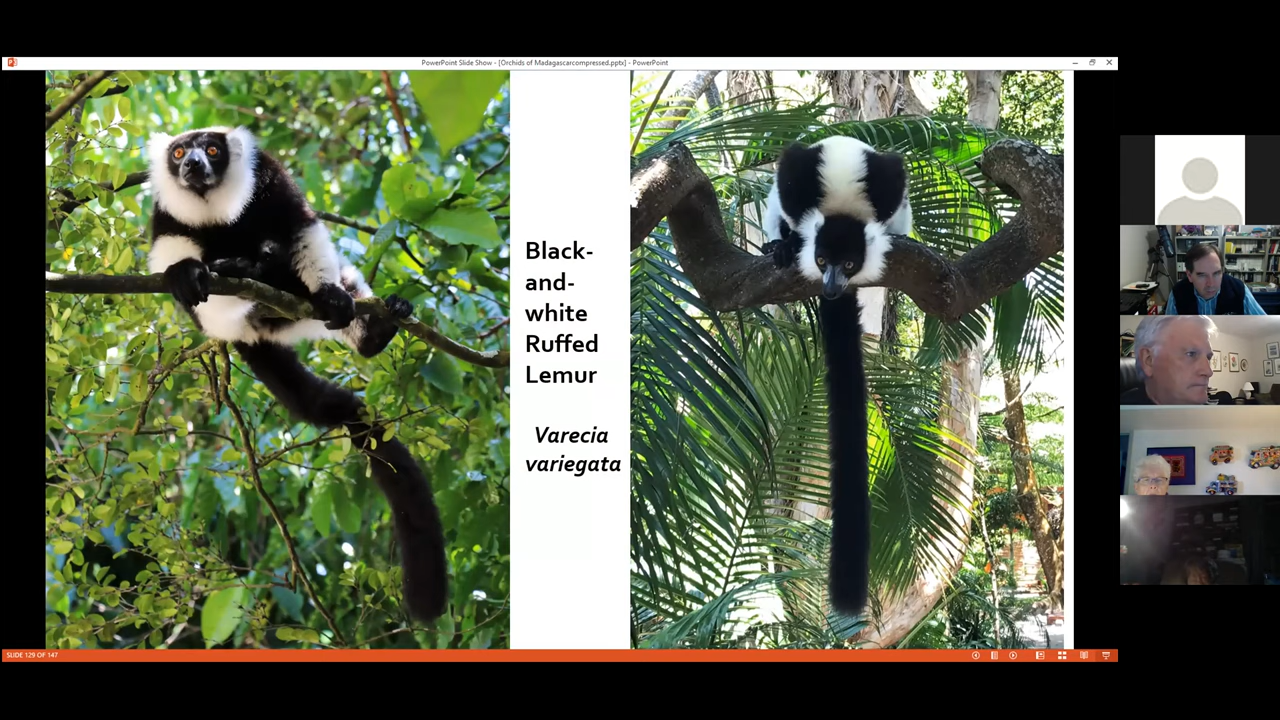 PowerPoint Slide Show - [Orchids of Madagascarcompressed.pptx] - PowerPoint
Black-
and-
white
Ruffed
Lemur
Varecia
variegata
SLIDE 129 OF 147